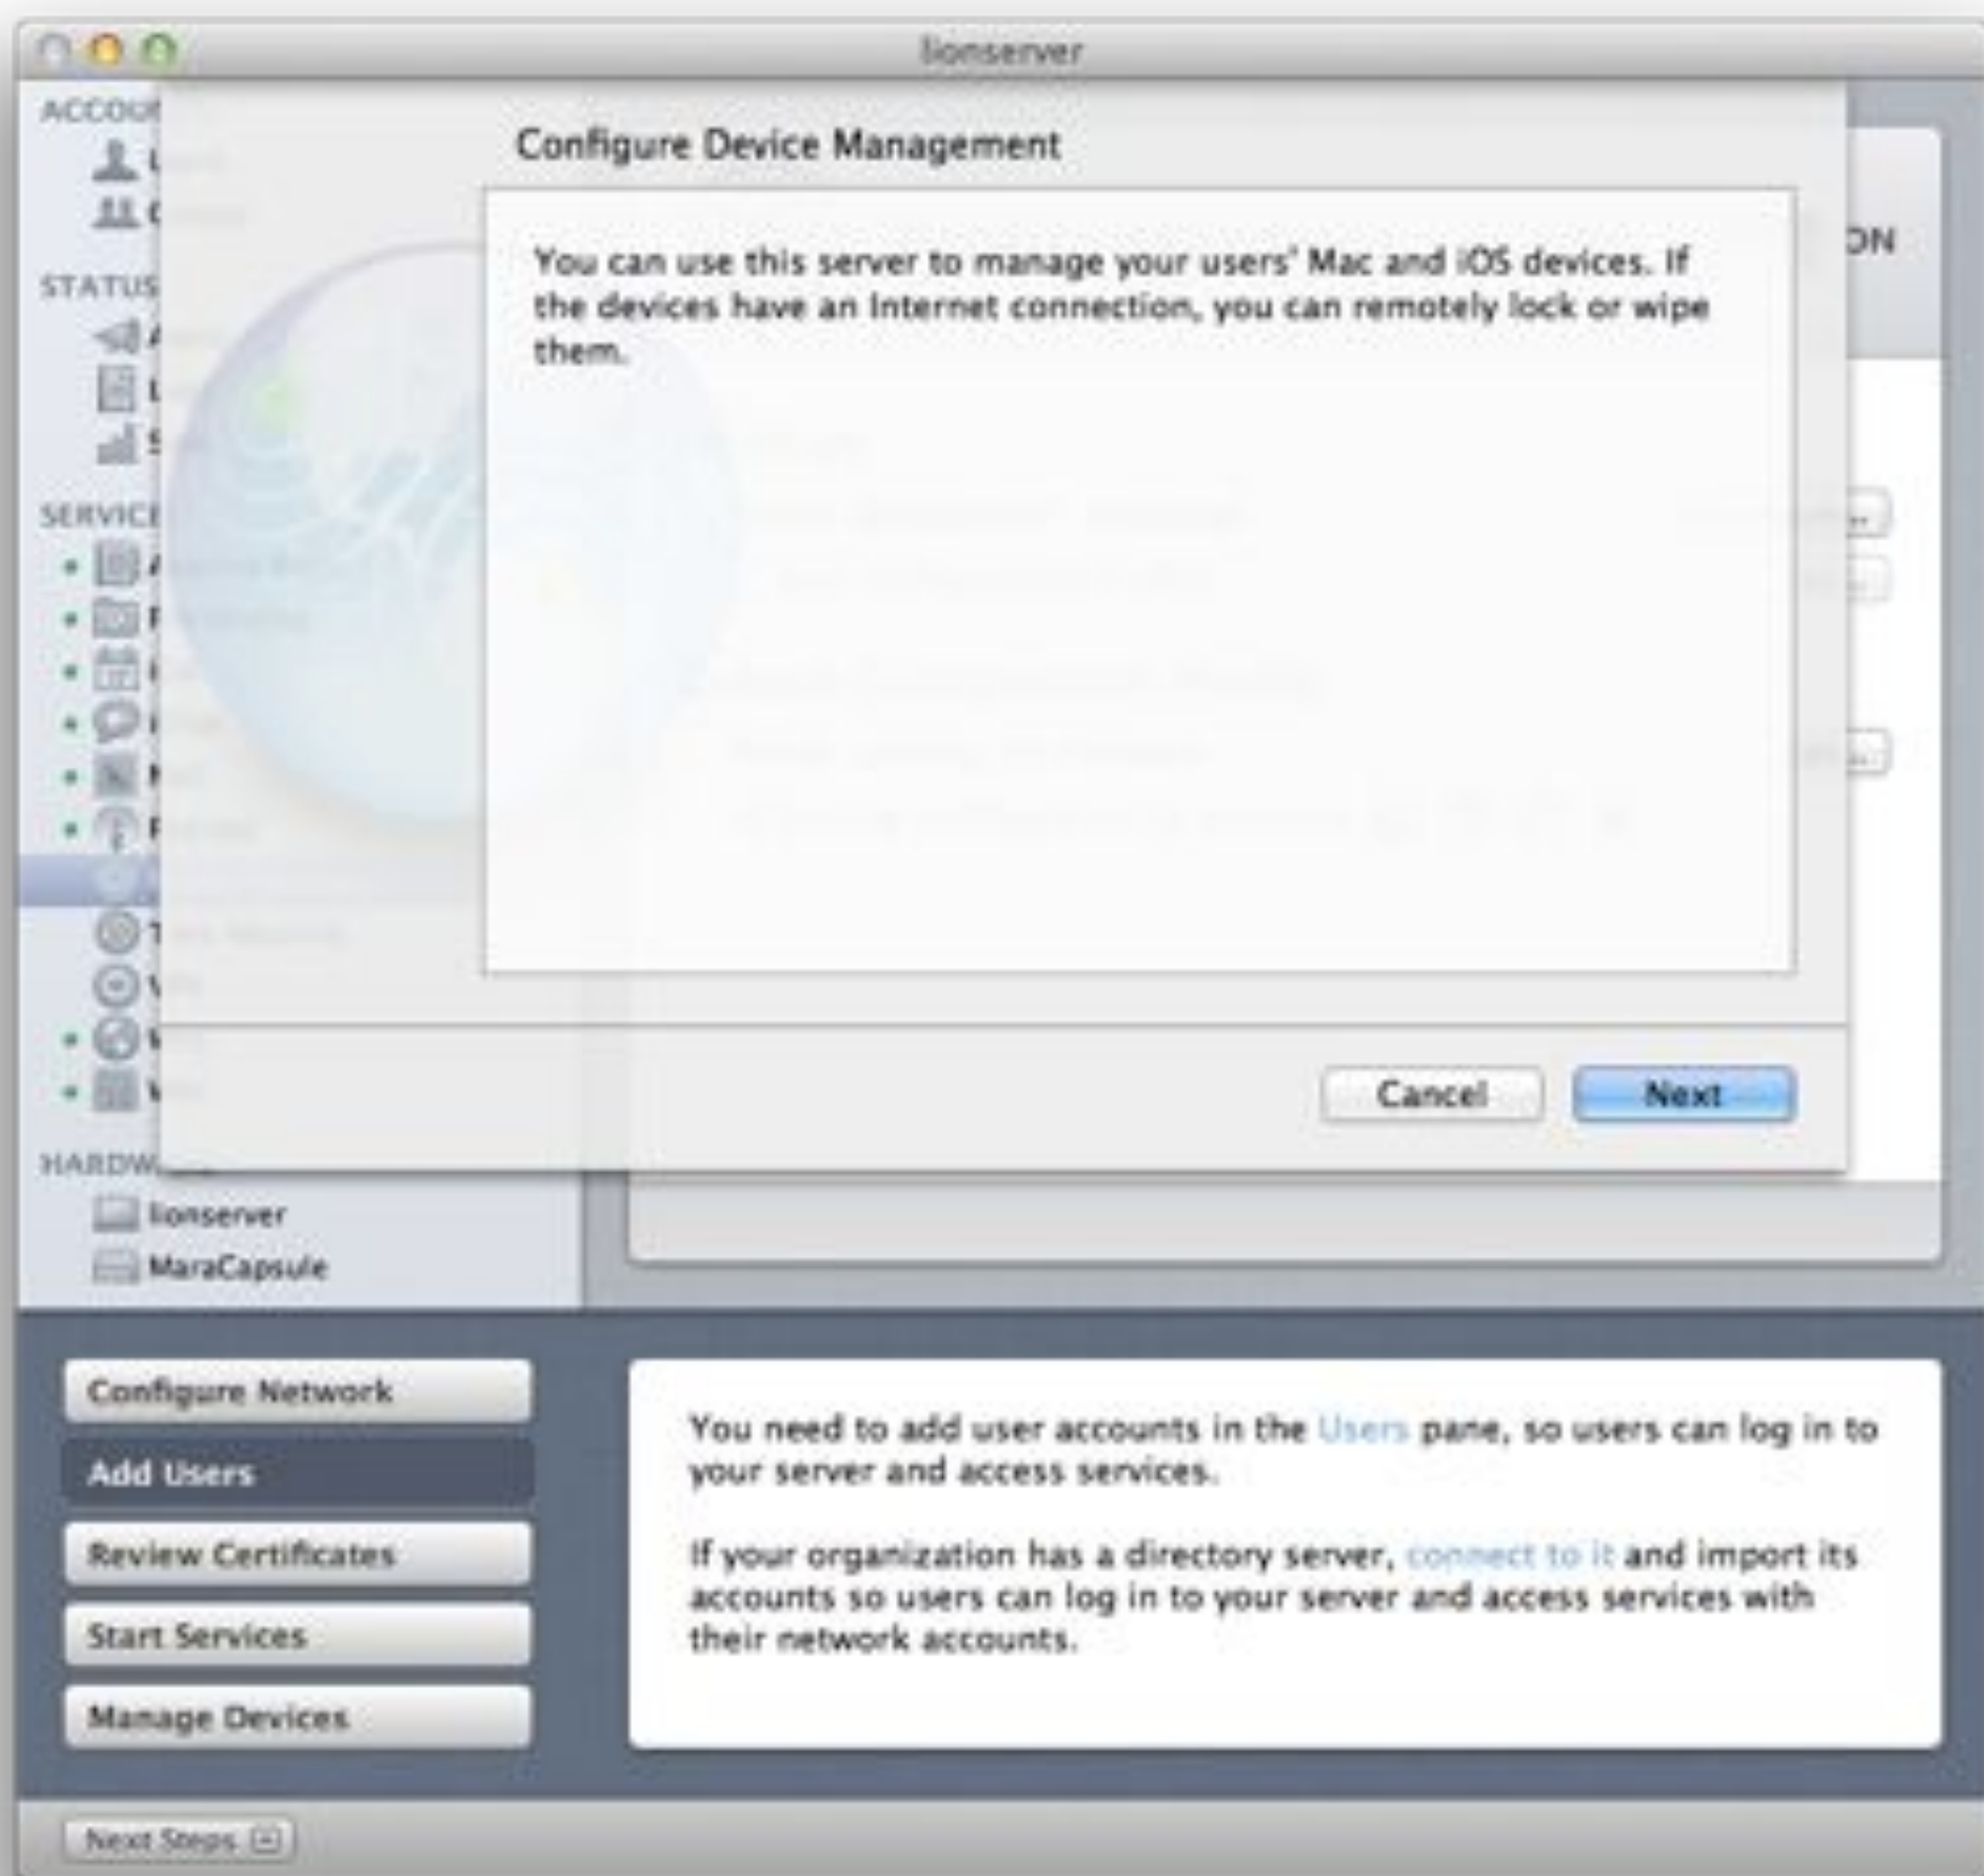 lionserver
Configure Device Management
You can use this server to manage your users' Mac and iOS devices. If
the devices have an Internet connection, you can remotely lock or wipe
them.
ACCOU
STATUS
SERVICE
HARDW
lionserver
MaraCapsule
ON
Cancel
Next
Configure Network
Add Users
Review Certificates
Start Services
Manage Devices
You need to add user accounts in the Users pane, so users can log in to
your server and access services.
If your organization has a directory server, connect to it and import its
accounts so users can log in to your server and access services with
their network accounts.
Next Steps